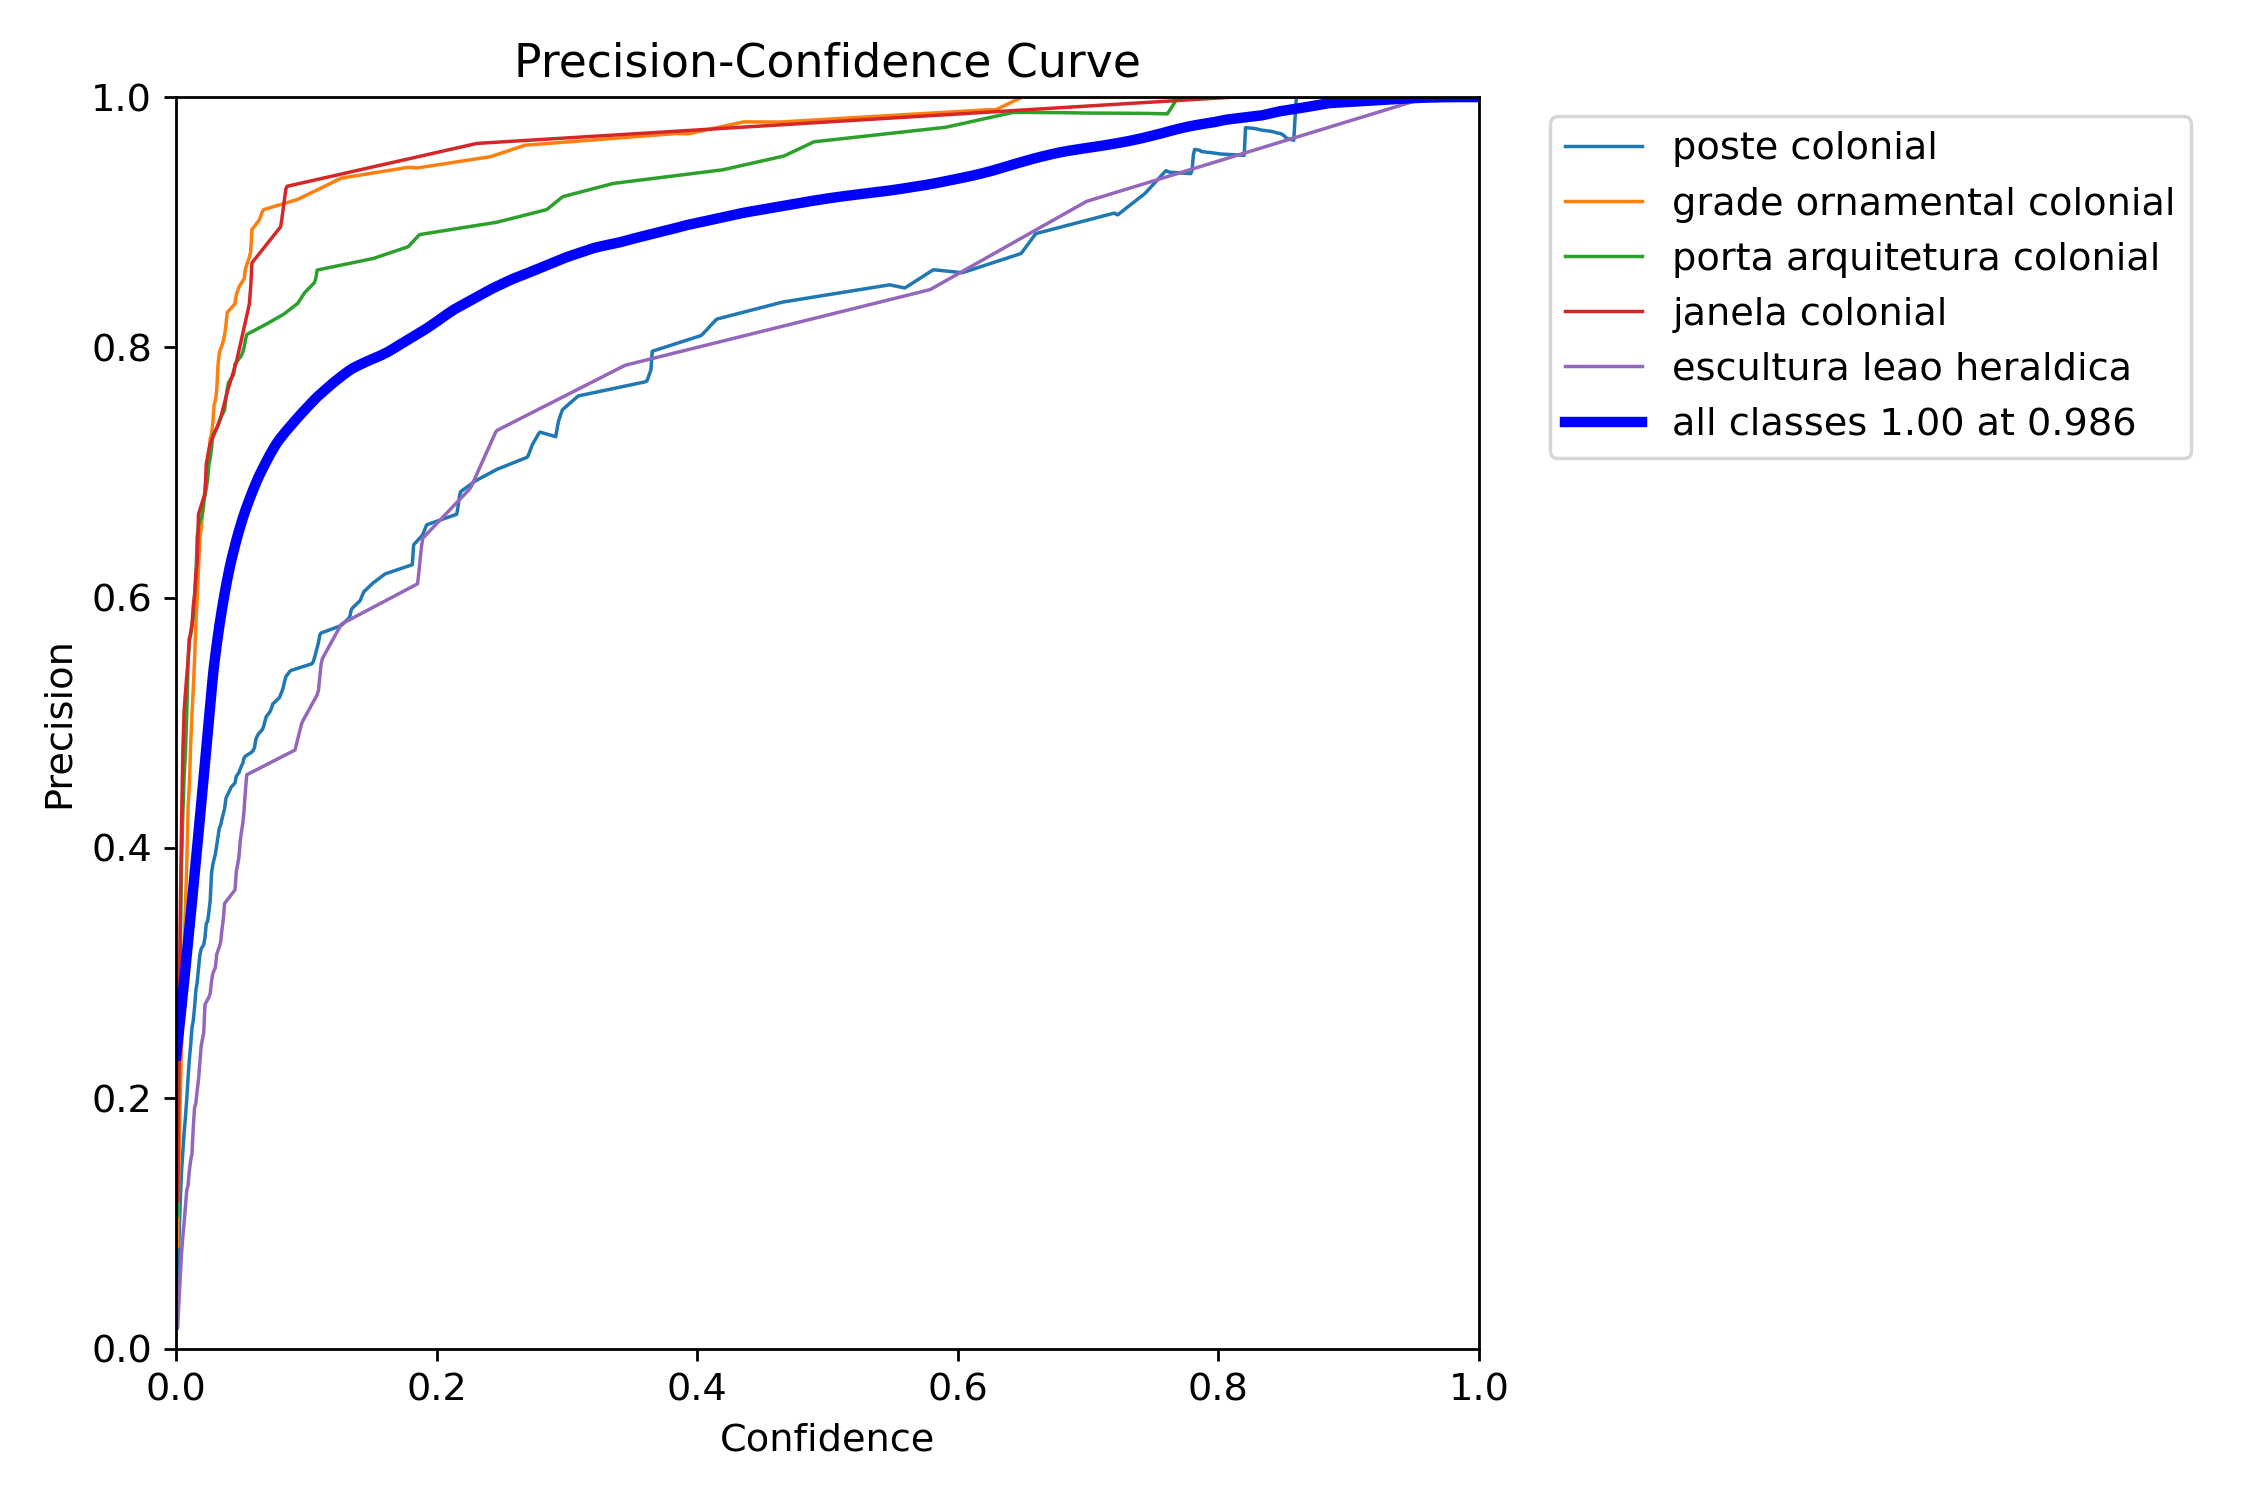 Precision-Confidence Curve
1.0
0.8
0.6
0.4
0.2
0.0
Precision
0.0 0.2 0.4 0.6 0.8 1.0
Confidence
poste colonial
grade ornamental colonial
porta arquitetura colonial
janela colonial
escultura leao heraldica
all classes 1.00 at 0.986